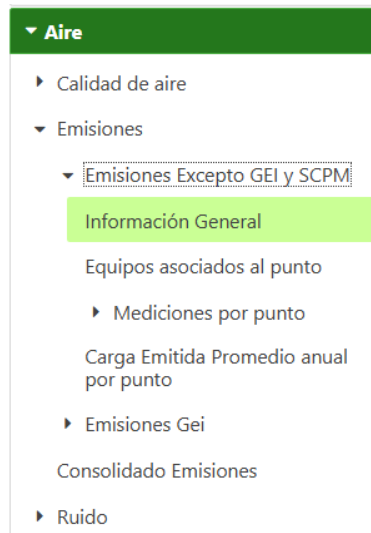 Aire
Calidad de aire
Emisiones
Emisiones Excepto GEI y SCPM
Información General
Equipos asociados al punto
Mediciones por punto
Carga Emitida Promedio anual
por punto
Emisiones Gei
Consolidado Emisiones
Ruido